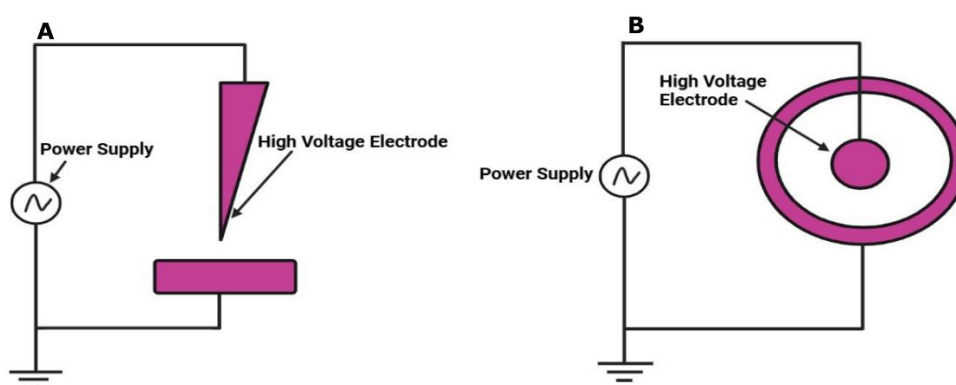 A
Power Supply
High Voltage Electrode
B
High Voltage
Electrode
Power Supply